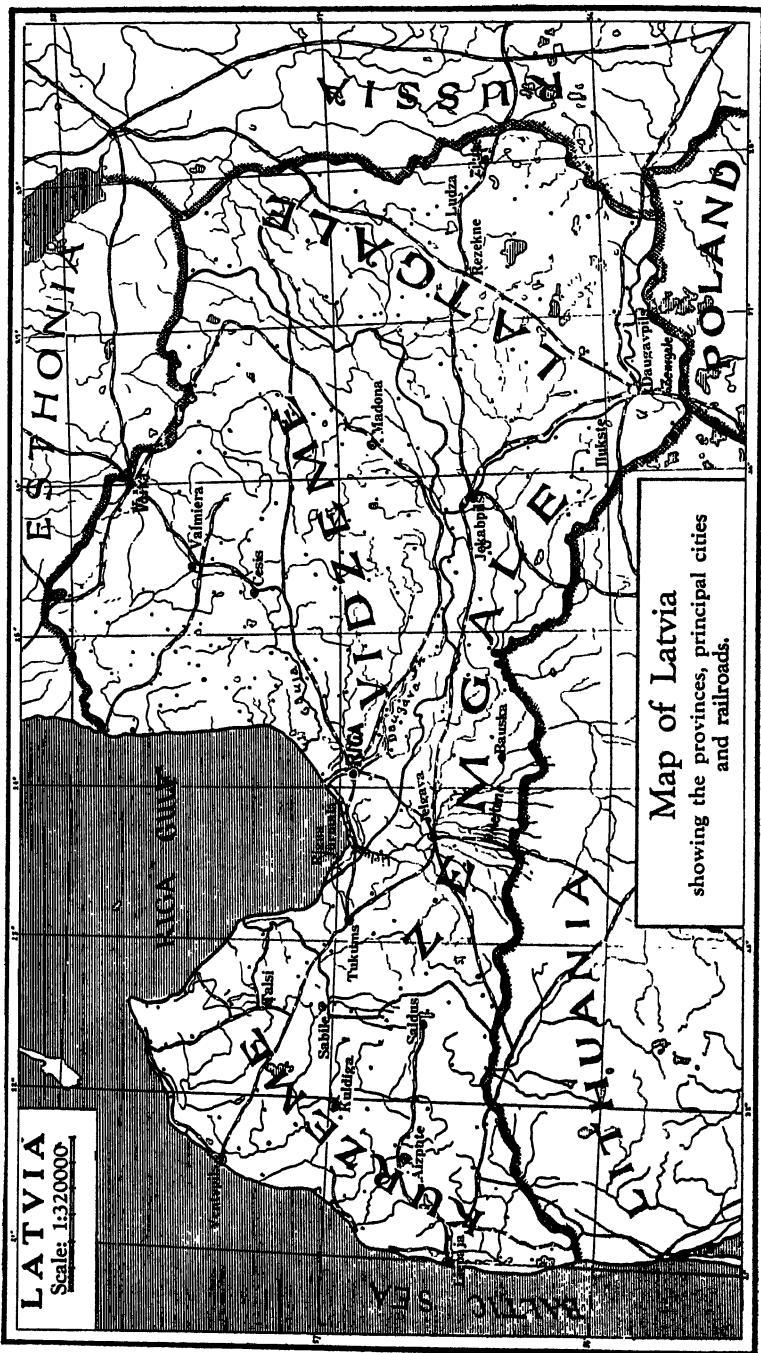 LATVIA
Scale: 1:320000
BALTIC SEA
RIGA GULF
ESTHONIA
RUSSIA
POLAND
LITHUANIA
KURZEME
ZEMGALE
VIDZEME
LATGALE
Ventspils
Talsi
Kuldiga
Sabile
Tukums
Saldus
Aizpute
RIGA
Jelgava
Bauska
GAUJA
Valmiera
Cesis
Madona
Jekabpils
Ilukste
Daugavpils
Rezekne
Ludza
Map of Latvia
showing the provinces, principal cities
and railroads.